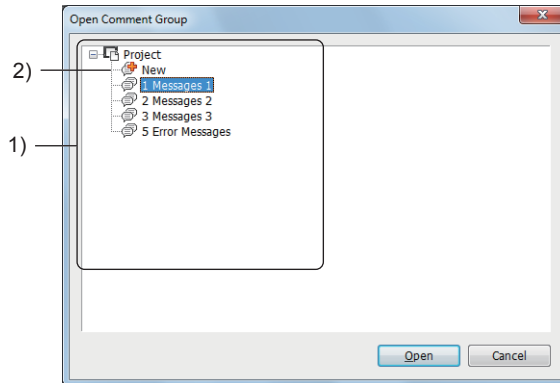 Open Comment Group
Project
2)
New
1 Messages 1
2 Messages 2
3 Messages 3
1)
5 Error Messages
Open
Cancel